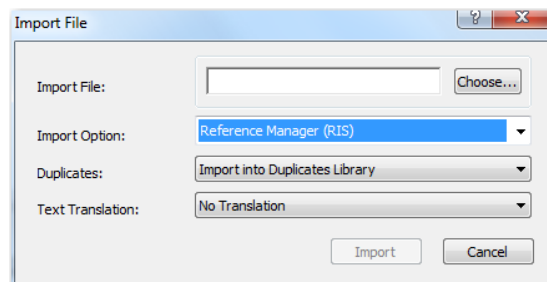 Import File
Import File:
Choose...
Import Option:
Reference Manager (RIS)
Duplicates:
Import into Duplicates Library
Text Translation:
No Translation
Import
Cancel